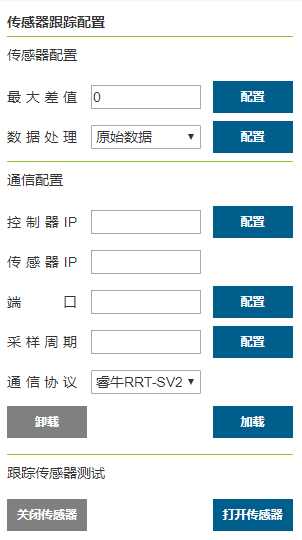 传感器跟踪配置
传感器配置
最大差值 0 配置
数据处理 原始数据 配置
通信配置
控制器IP 配置
传感器IP
端口 配置
采样周期 配置
通信协议 睿牛RRT-SV2
卸载 加载
跟踪传感器测试
关闭传感器 打开传感器